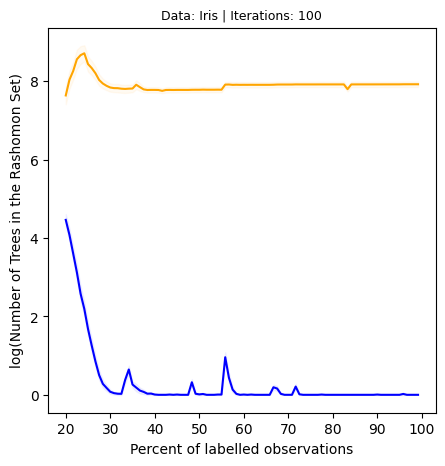 Data: Iris | Iterations: 100
log(Number of Trees in the Rashomon Set)
8
6
4
2
0
20 30 40 50 60 70 80 90 100
Percent of labelled observations